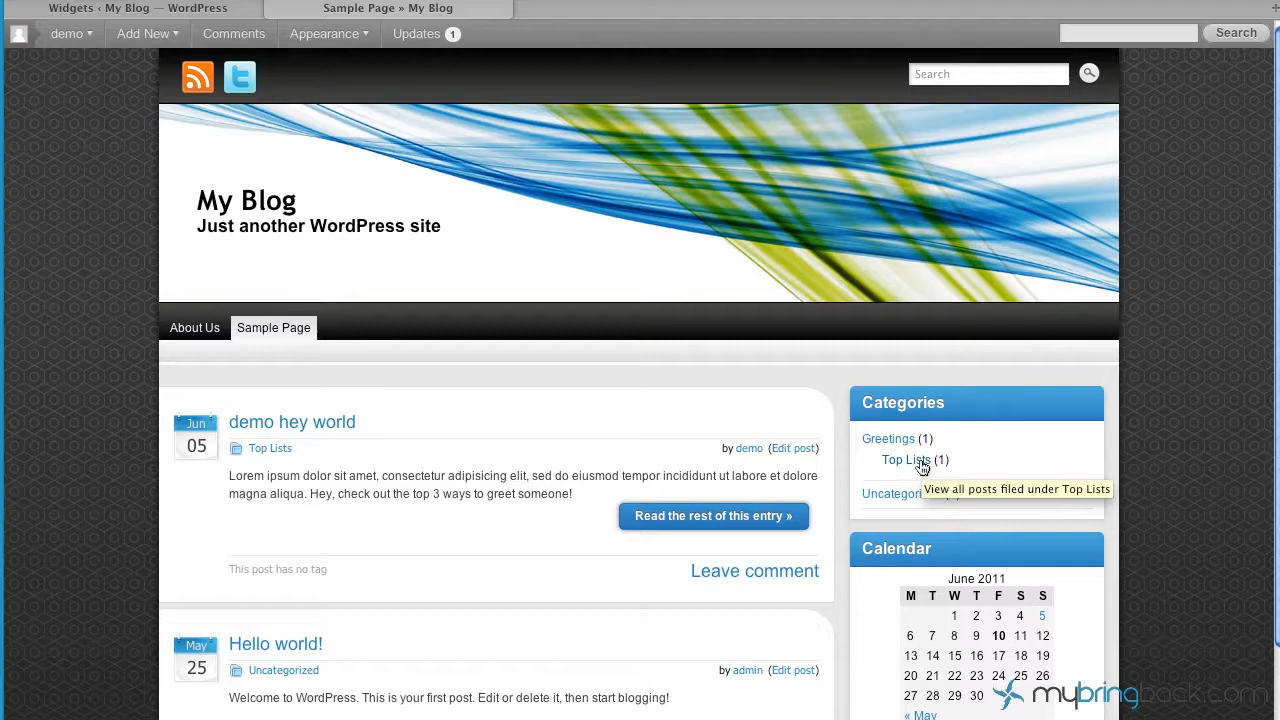 Widgets ‹ My Blog — WordPress
Sample Page » My Blog
demo
Add New
Comments
Appearance
Updates 1
Search
Search
My Blog
Just another WordPress site
About Us
Sample Page
Jun
05
demo hey world
Top Lists
by demo (Edit post)
Lorem ipsum dolor sit amet, consectetur adipisicing elit, sed do eiusmod tempor incididunt ut labore et dolore
magna aliqua. Hey, check out the top 3 ways to greet someone!
Read the rest of this entry »
This post has no tag
Leave comment
May
25
Hello world!
Uncategorized
by admin (Edit post)
Welcome to WordPress. This is your first post. Edit or delete it, then start blogging!
Categories
Greetings (1)
Top Lists (1)
View all posts filed under Top Lists
Calendar
June 2011
M T W T F S S
1 2 3 4 5
6 7 8 9 10 11 12
13 14 15 16 17 18 19
20 21 22 23 24 25 26
27 28 29 30
« May
mybringback.com